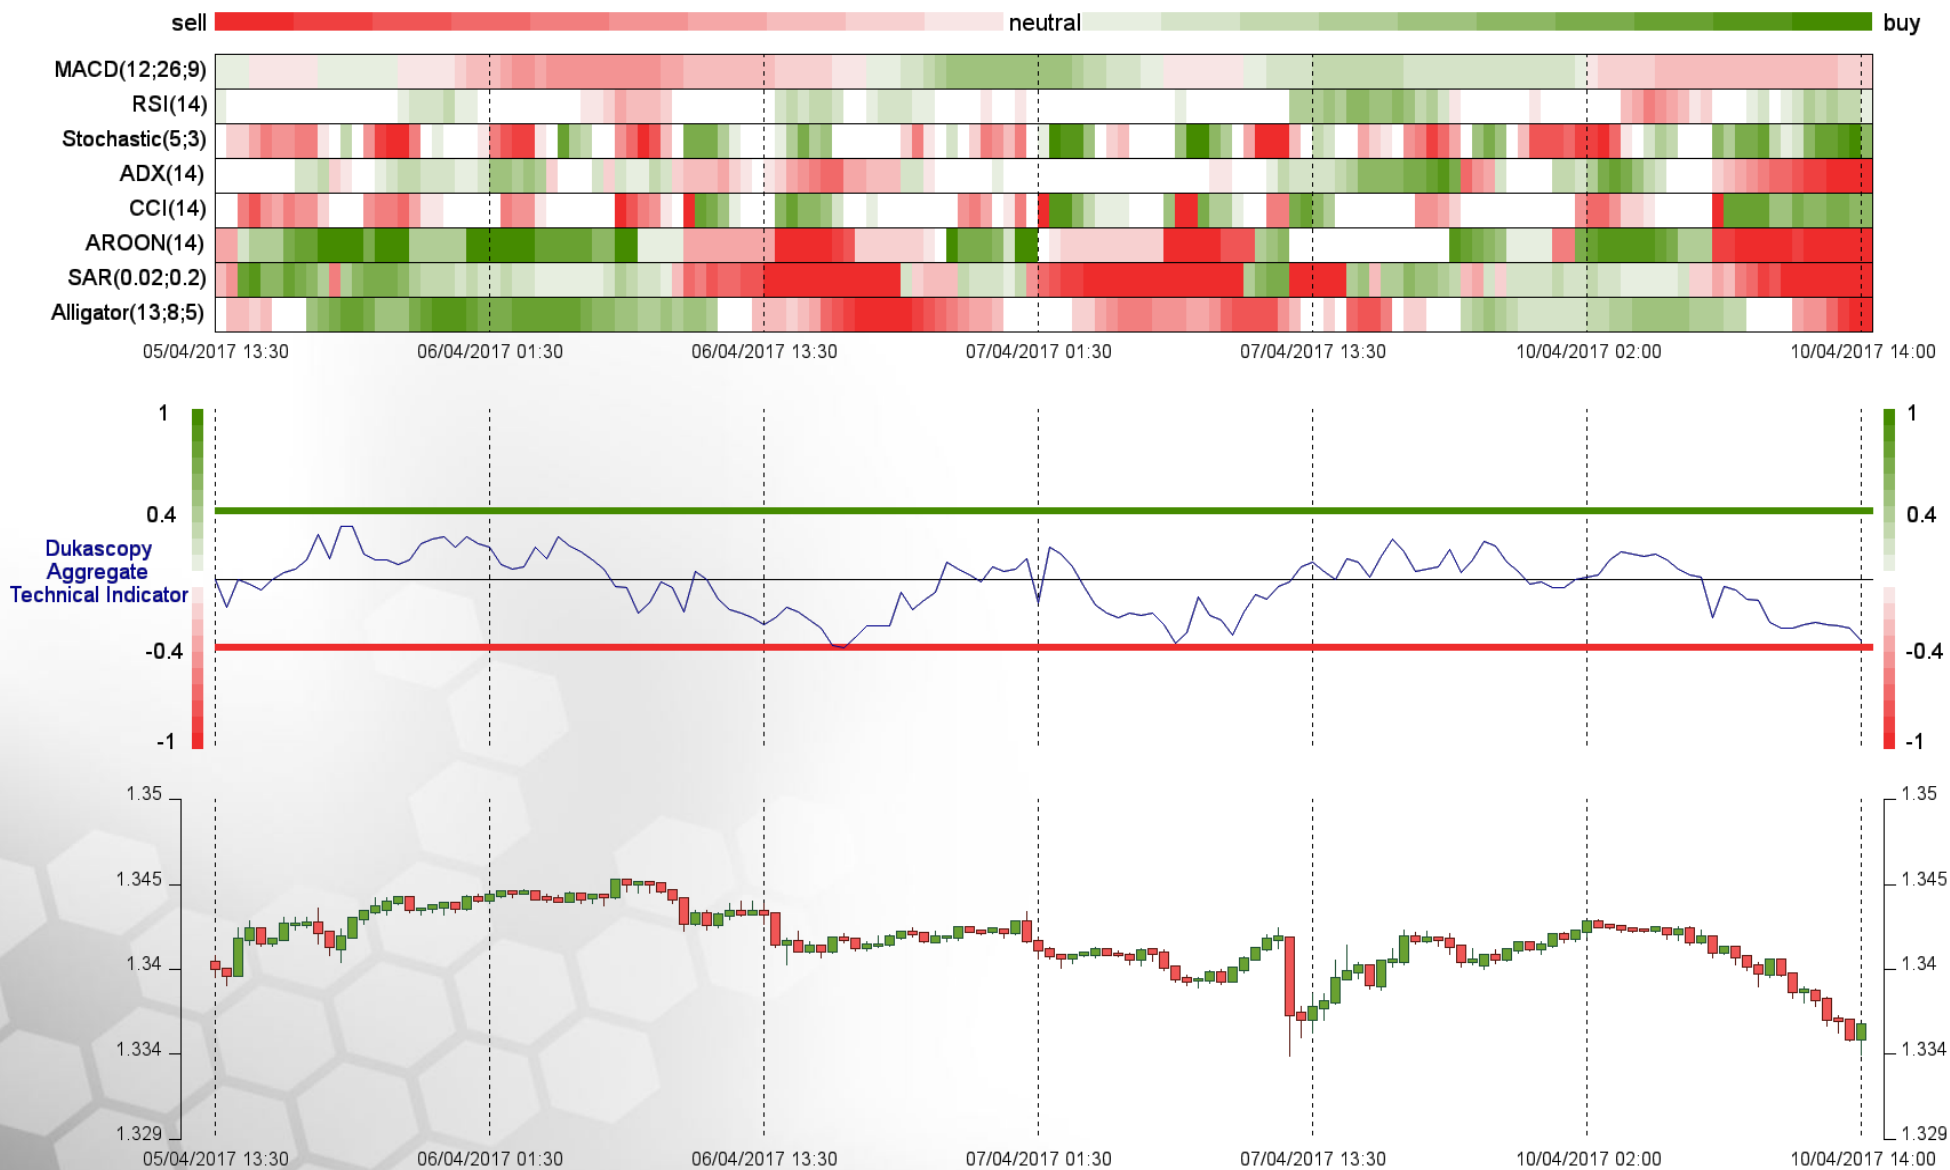 sell neutral buy
MACD(12;26;9)
RSI(14)
Stochastic(5;3)
ADX(14)
CCI(14)
AROON(14)
SAR(0.02;0.2)
Alligator(13;8;5)
05/04/2017 13:30 06/04/2017 01:30 06/04/2017 13:30 07/04/2017 01:30 07/04/2017 13:30 10/04/2017 02:00 10/04/2017 14:00
1 1
0.4 0.4
Dukascopy
Aggregate
Technical Indicator
-0.4 -0.4
-1 -1
1.35 1.35
1.345 1.345
1.34 1.34
1.334 1.334
1.329 1.329
05/04/2017 13:30 06/04/2017 01:30 06/04/2017 13:30 07/04/2017 01:30 07/04/2017 13:30 10/04/2017 02:00 10/04/2017 14:00